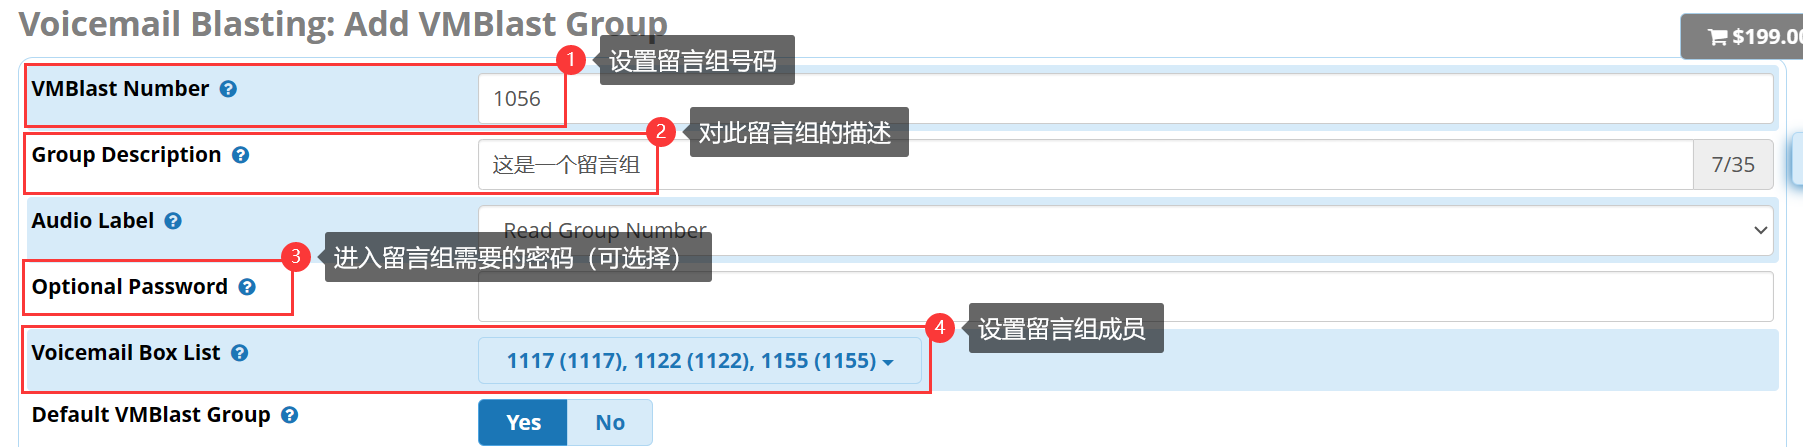 Voicemail Blasting: Add VMBlast Group
$199.00
1 设置留言组号码
VMBlast Number
1056
2 对此留言组的描述
Group Description
这是一个留言组
7/35
Audio Label
Read Group Number
3 进入留言组需要的密码（可选择）
Optional Password
4 设置留言组成员
Voicemail Box List
1117 (1117), 1122 (1122), 1155 (1155)
Default VMBlast Group
Yes No